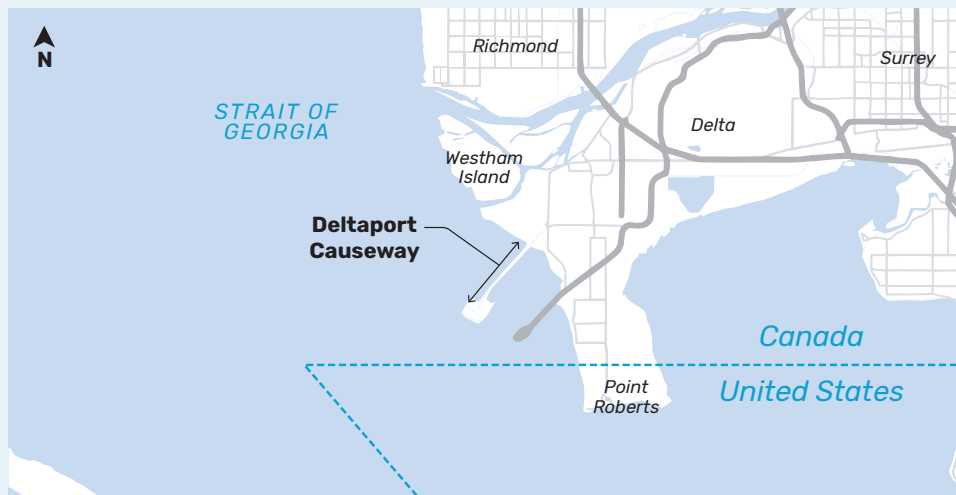 N
Richmond
Surrey
STRAIT OF
GEORGIA
Delta
Westham
Island
Deltaport
Causeway
Canada
United States
Point
Roberts